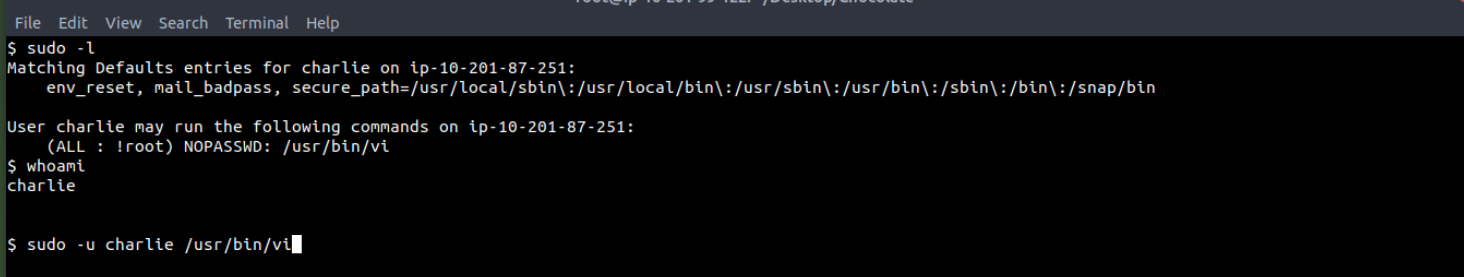 File Edit View Search Terminal Help
$ sudo -l
Matching Defaults entries for charlie on ip-10-201-87-251:
    env_reset, mail_badpass, secure_path=/usr/local/sbin\:/usr/local/bin\:/usr/sbin\:/usr/bin\:/sbin\:/bin\:/snap/bin

User charlie may run the following commands on ip-10-201-87-251:
    (ALL : !root) NOPASSWD: /usr/bin/vi
$ whoami
charlie

$ sudo -u charlie /usr/bin/vi